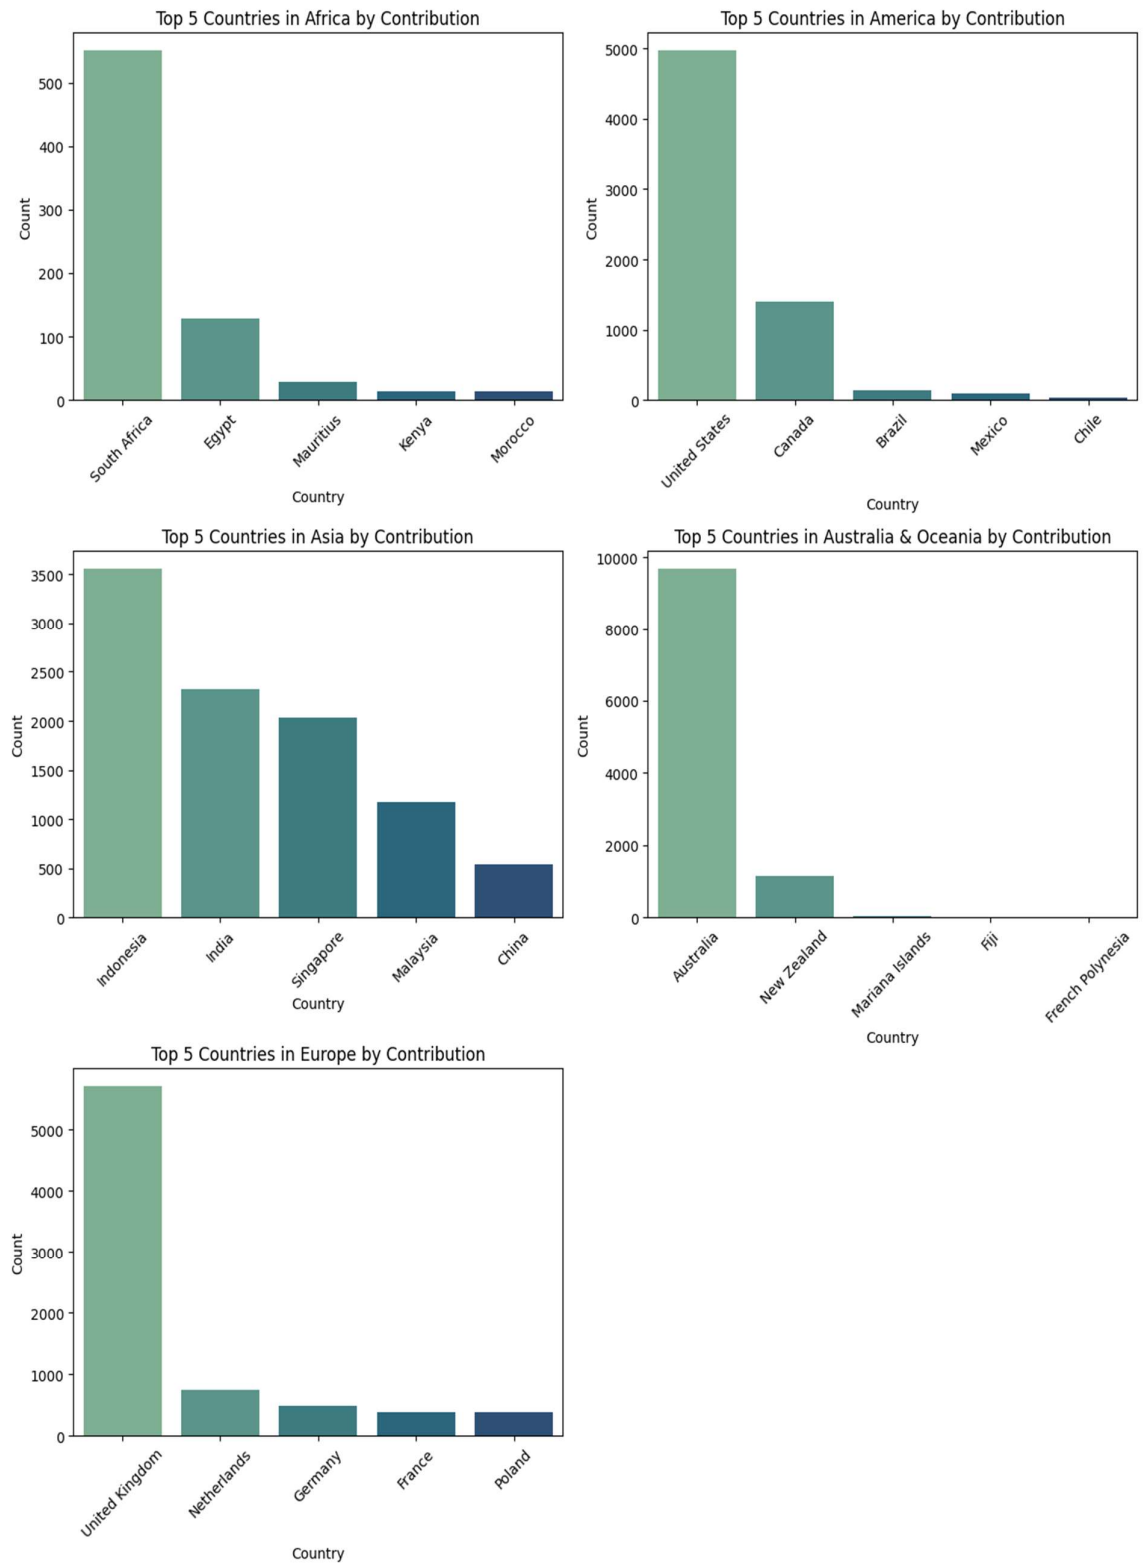 Top 5 Countries in Africa by Contribution
Count
500
400
300
200
100
0
South Africa
Egypt
Mauritius
Kenya
Morocco
Country
Top 5 Countries in America by Contribution
Count
5000
4000
3000
2000
1000
0
United States
Canada
Brazil
Mexico
Chile
Country
Top 5 Countries in Asia by Contribution
Count
3500
3000
2500
2000
1500
1000
500
0
Indonesia
India
Singapore
Malaysia
China
Country
Top 5 Countries in Australia & Oceania by Contribution
Count
10000
8000
6000
4000
2000
0
Australia
New Zealand
Mariana Islands
Fiji
French Polynesia
Country
Top 5 Countries in Europe by Contribution
Count
5000
4000
3000
2000
1000
0
United Kingdom
Netherlands
Germany
France
Poland
Country